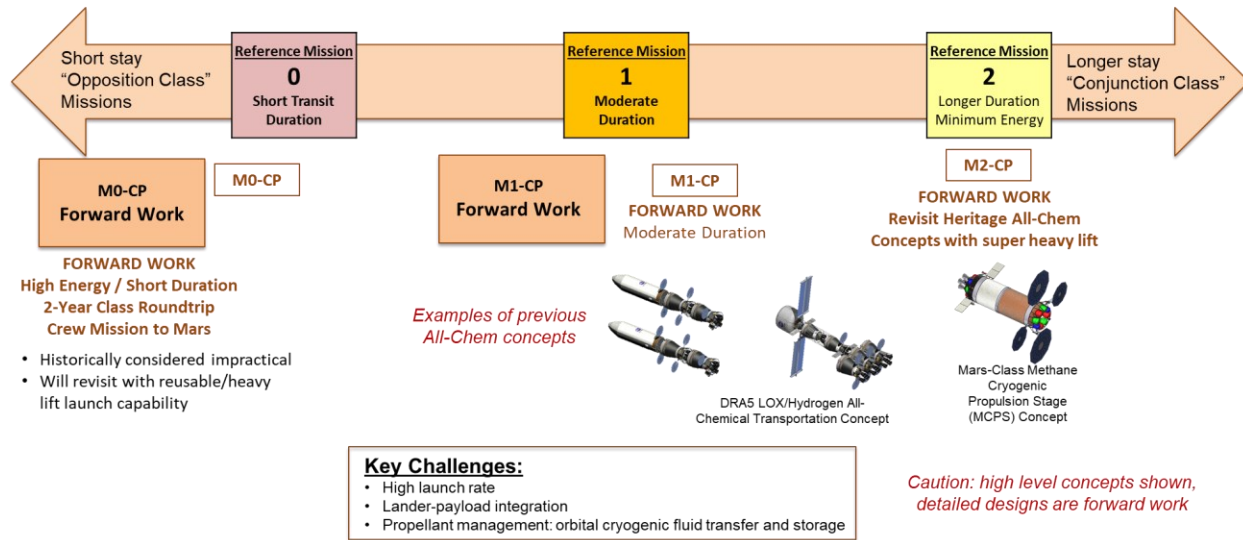 Short stay
“Opposition Class”
Missions
Reference Mission
0
Short Transit
Duration
Reference Mission
1
Moderate
Duration
Reference Mission
2
Longer Duration
Minimum Energy
Longer stay
“Conjunction Class”
Missions
M0-CP
Forward Work
M0-CP
FORWARD WORK
High Energy / Short Duration
2-Year Class Roundtrip
Crew Mission to Mars
• Historically considered impractical
• Will revisit with reusable/heavy
lift launch capability
M1-CP
Forward Work
M1-CP
FORWARD WORK
Moderate Duration
M2-CP
FORWARD WORK
Revisit Heritage All-Chem
Concepts with super heavy lift
Examples of previous
All-Chem concepts
DRA5 LOX/Hydrogen All-
Chemical Transportation Concept
Mars-Class Methane
Cryogenic
Propulsion Stage
(MCPS) Concept
Key Challenges:
• High launch rate
• Lander-payload integration
• Propellant management: orbital cryogenic fluid transfer and storage
Caution: high level concepts shown,
detailed designs are forward work